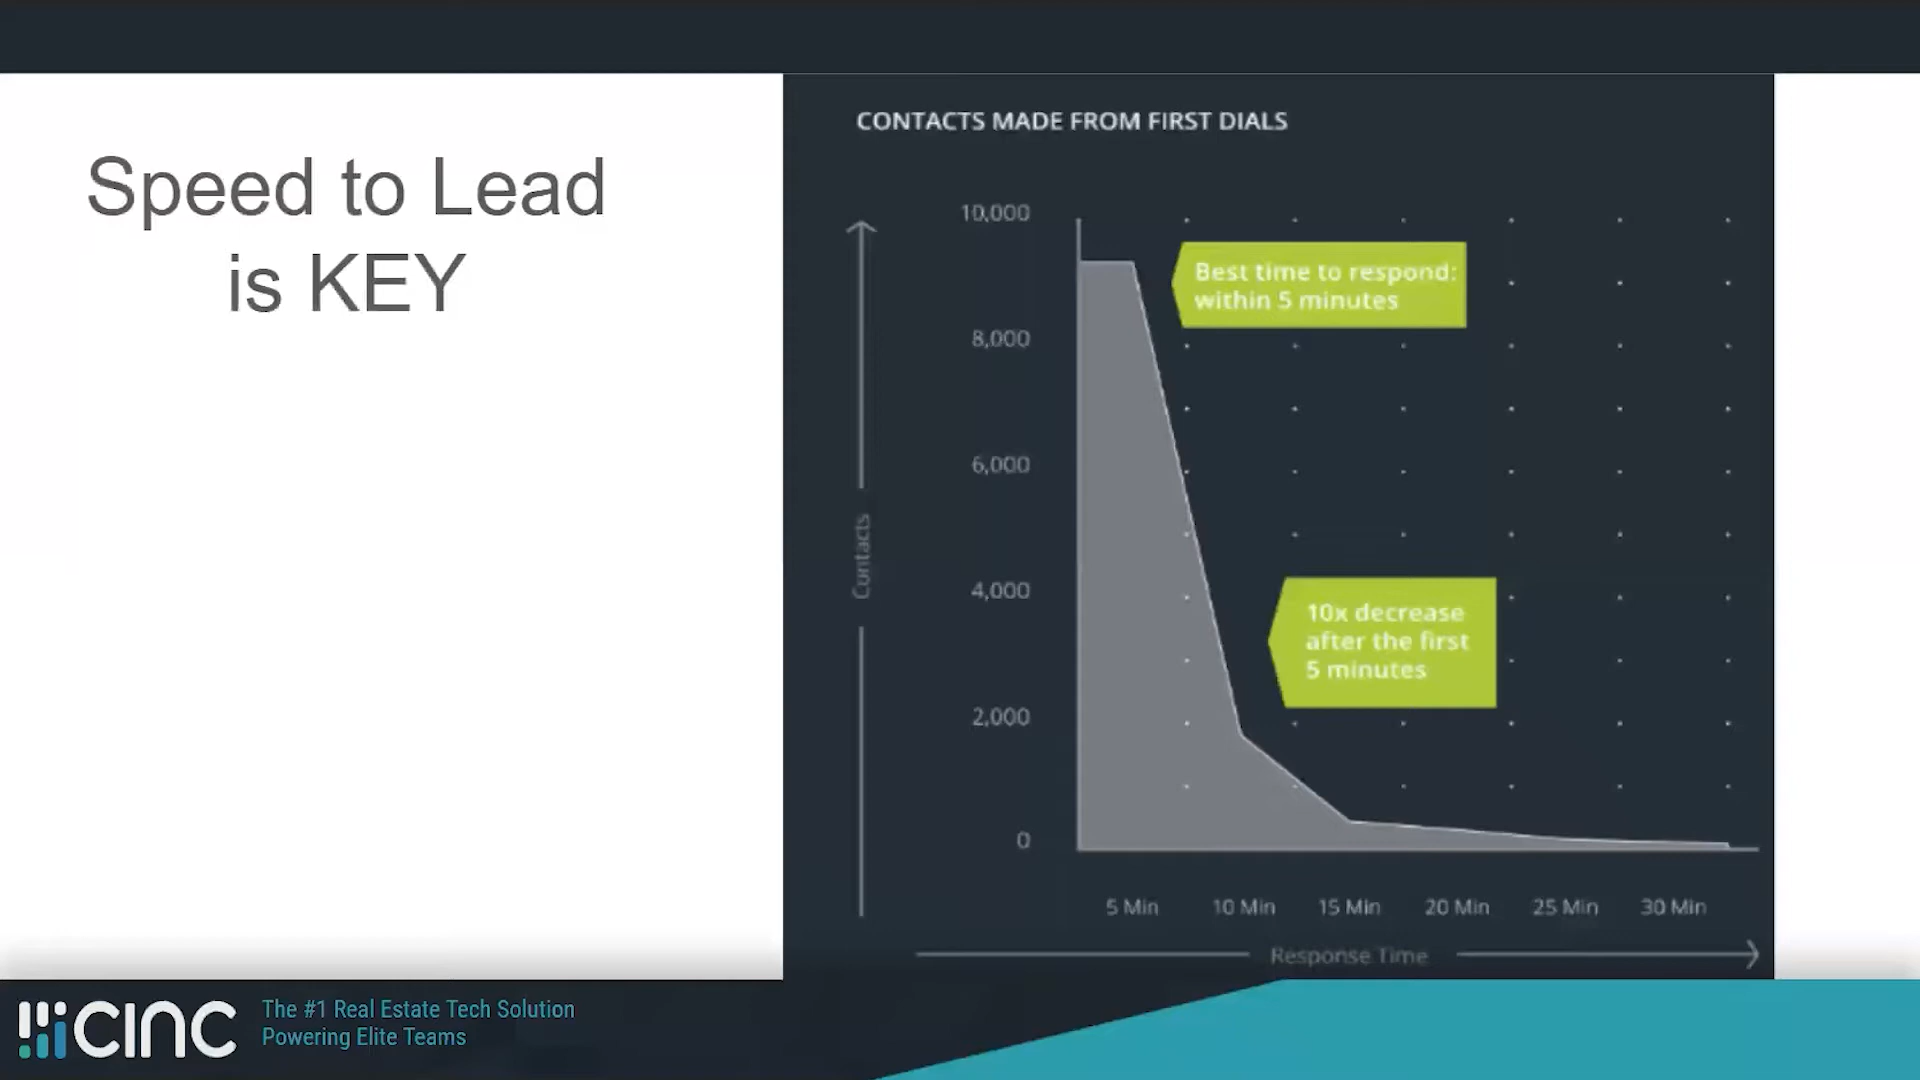 Speed to Lead
is KEY
CONTACTS MADE FROM FIRST DIALS
10,000
8,000
6,000
4,000
2,000
0
Contacts
Best time to respond:
within 5 minutes
10x decrease
after the first
5 minutes
5 Min 10 Min 15 Min 20 Min 25 Min 30 Min
Response Time
CINC
The #1 Real Estate Tech Solution
Powering Elite Teams